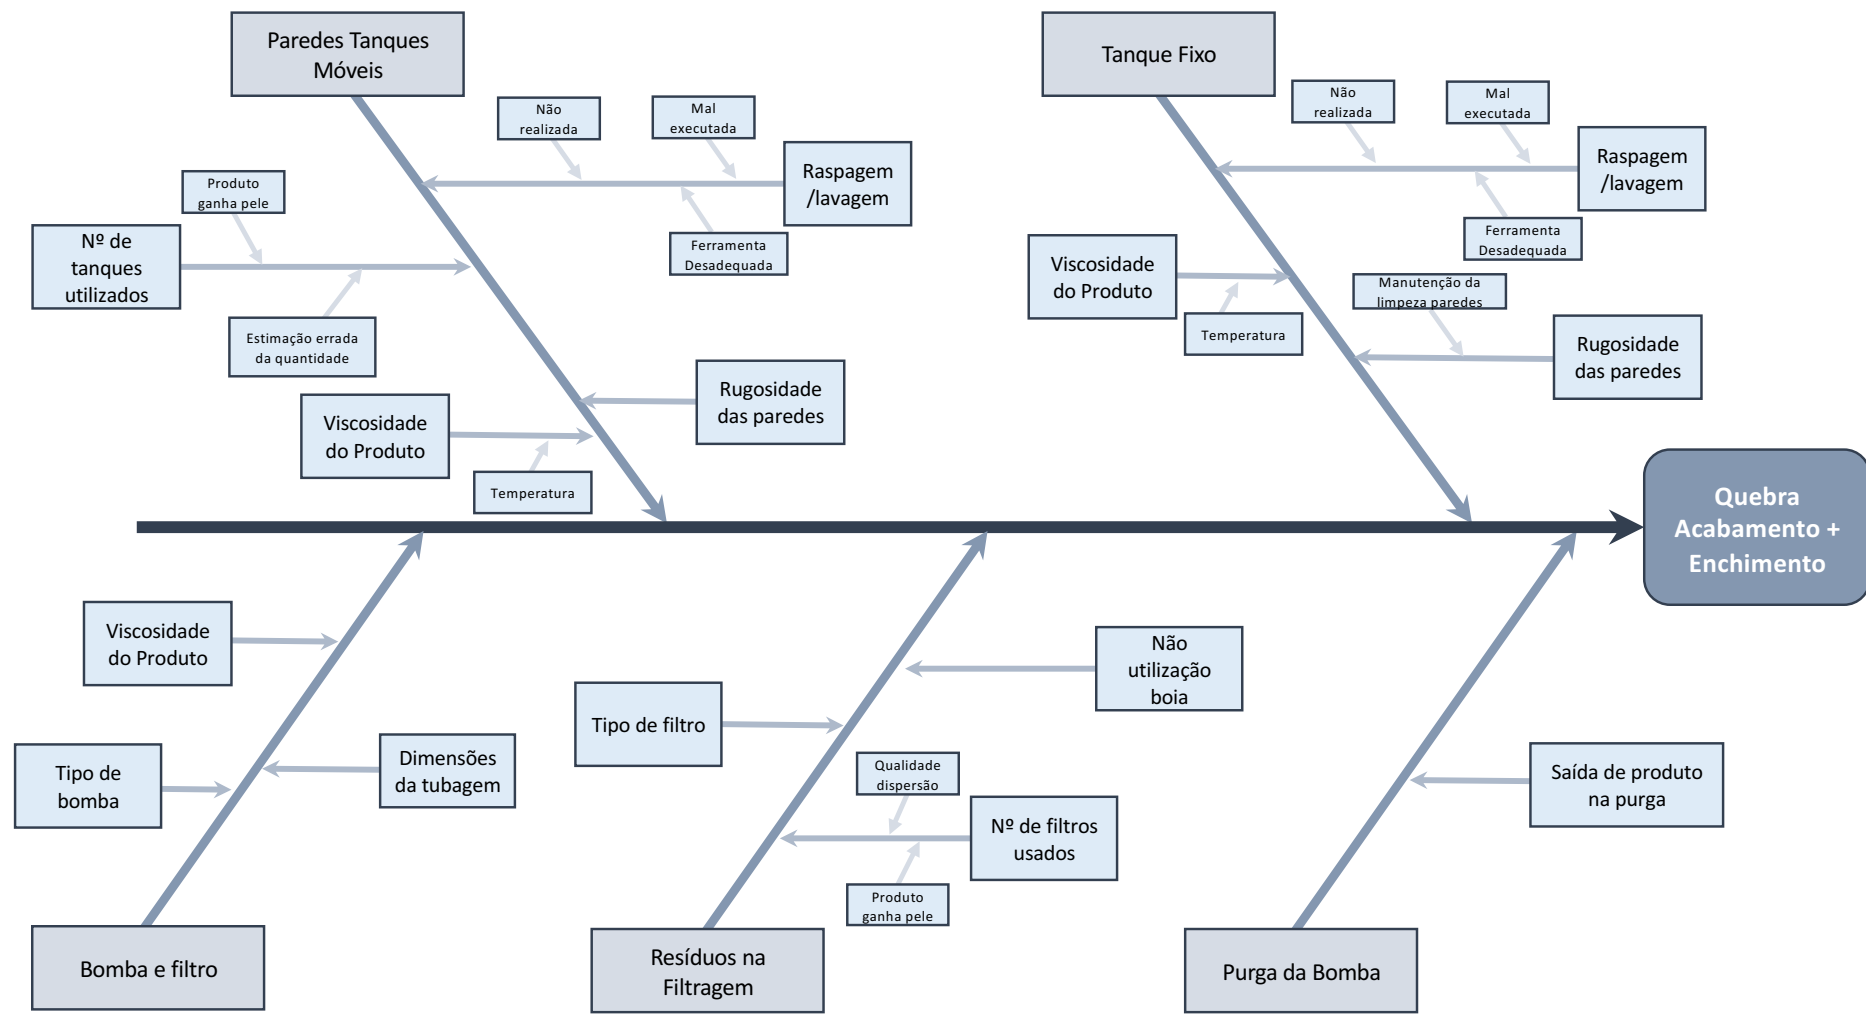 Paredes Tanques
Móveis
Não
realizada
Mal
executada
Raspagem
/lavagem
Ferramenta
Desadequada
Produto
ganha pele
Nº de
tanques
utilizados
Estimação errada
da quantidade
Rugosidade
das paredes
Viscosidade
do Produto
Temperatura
Tanque Fixo
Não
realizada
Mal
executada
Raspagem
/lavagem
Ferramenta
Desadequada
Viscosidade
do Produto
Temperatura
Manutenção da
limpeza paredes
Rugosidade
das paredes
Quebra
Acabamento +
Enchimento
Viscosidade
do Produto
Tipo de
bomba
Dimensões
da tubagem
Bomba e filtro
Não
utilização
boia
Tipo de filtro
Qualidade
dispersão
Nº de filtros
usados
Produto
ganha pele
Resíduos na
Filtragem
Saída de produto
na purga
Purga da Bomba